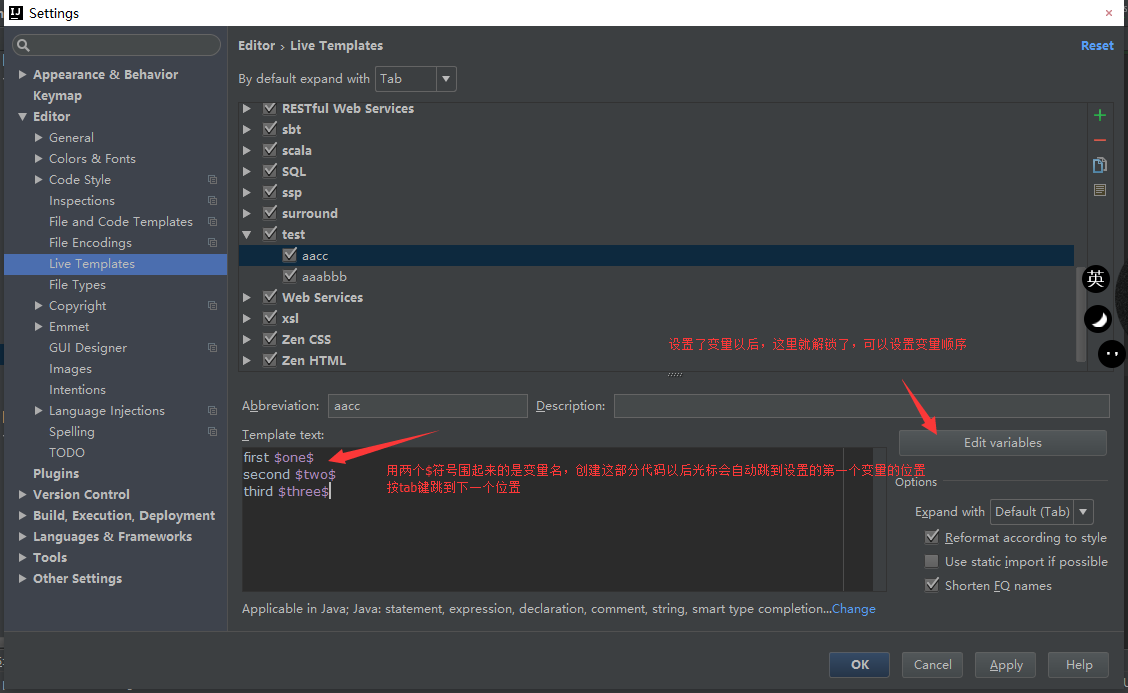 IJ Settings
Editor › Live Templates
Reset
By default expand with Tab
Appearance & Behavior
Keymap
Editor
General
Colors & Fonts
Code Style
Inspections
File and Code Templates
File Encodings
Live Templates
File Types
Copyright
Emmet
GUI Designer
Images
Intentions
Language Injections
Spelling
TODO
Plugins
Version Control
Build, Execution, Deployment
Languages & Frameworks
Tools
Other Settings
RESTful Web Services
sbt
scala
SQL
ssp
surround
test
aacc
aaabbb
Web Services
xsl
Zen CSS
Zen HTML
英
设置了变量以后，这里就解锁了，可以设置变量顺序
Abbreviation: aacc Description:
Template text:
Edit variables
first $one$
second $two$
third $three$
用两个$符号围起来的是变量名，创建这部分代码以后光标会自动跳到设置的第一个变量的位置
按tab键跳到下一个位置
Options
Expand with Default (Tab)
Reformat according to style
Use static import if possible
Shorten FQ names
Applicable in Java; Java: statement, expression, declaration, comment, string, smart type completion...Change
OK Cancel Apply Help